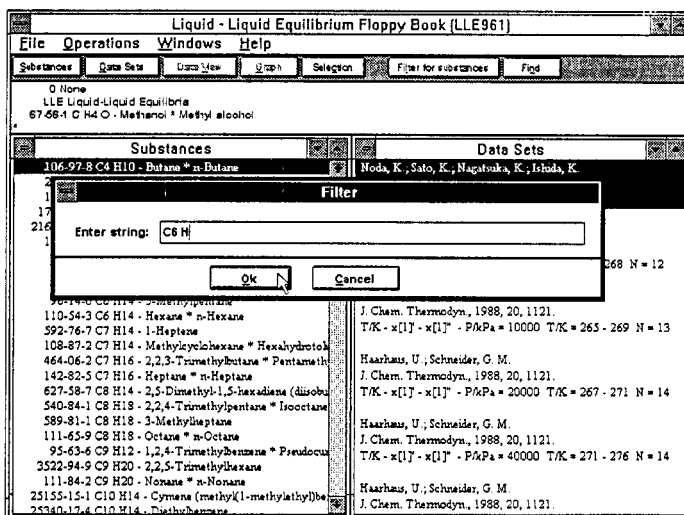 Liquid - Liquid Equilibrium Floppy Book (LLE961)
File Operations Windows Help
Substances Data Sets Data View Graph Selection Filter for substances Find
0 None
LLE Liquid-Liquid Equilibria
67-56-1 C H4 O - Methanol * Methyl alcohol
Substances
Data Sets
106-97-8 C4 H10 - Butane * n-Butane
Noda, K.; Sato, K.; Nagatsuka, K.; Ishida, K.
Filter
Enter string: C6 H
Ok Cancel
268 N = 12
110-54-3 C6 H14 - Hexane * n-Hexane
592-76-7 C7 H14 - 1-Heptene
108-87-2 C7 H14 - Methylcyclohexane * Hexahydrotol
464-06-2 C7 H16 - 2,2,3-Trimethylbutane * Pentameth
142-82-5 C7 H16 - Heptane * n-Heptane
627-58-7 C8 H14 - 2,5-Dimethyl-1,5-hexadiene (diisobu
540-84-1 C8 H18 - 2,2,4-Trimethylpentane * Isooctane
589-81-1 C8 H18 - 3-Methylheptane
111-65-9 C8 H18 - Octane * n-Octane
95-63-6 C9 H12 - 1,2,4-Trimethylbenzene * Pseudocu
3522-94-9 C9 H20 - 2,2,5-Trimethylhexane
111-84-2 C9 H20 - Nonane * n-Nonane
25155-15-1 C10 H14 - Cymene (methyl(1-methylethyl)be
25340-17-4 C10 H14 - Diethylbenzene
J. Chem. Thermodyn., 1988, 20, 1121.
T/K - x[1]' - x[1]" - P/kPa = 10000 T/K = 265 - 269 N = 13
Haarhaus, U.; Schneider, G. M.
J. Chem. Thermodyn., 1988, 20, 1121.
T/K - x[1]' - x[1]" - P/kPa = 20000 T/K = 267 - 271 N = 14
Haarhaus, U.; Schneider, G. M.
J. Chem. Thermodyn., 1988, 20, 1121.
T/K - x[1]' - x[1]" - P/kPa = 40000 T/K = 271 - 276 N = 14
Haarhaus, U.; Schneider, G. M.
J. Chem. Thermodyn., 1988, 20, 1121.